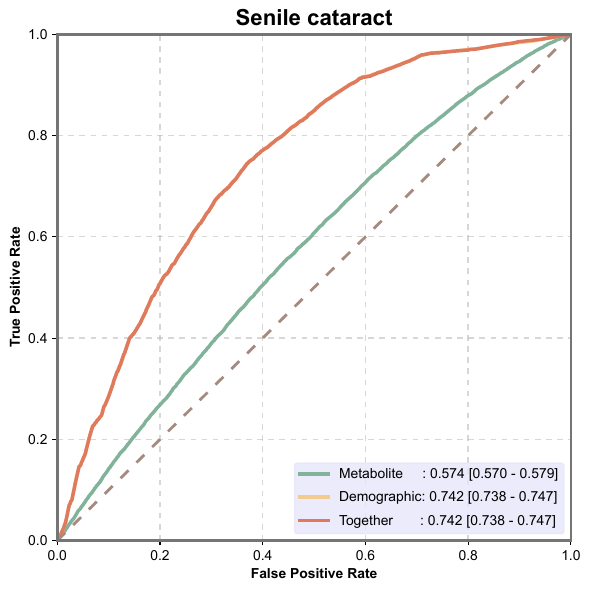 Senile cataract
1.0
0.8
0.6
0.4
0.2
0.0
True Positive Rate
Metabolite : 0.574 [0.570 - 0.579]
Demographic: 0.742 [0.738 - 0.747]
Together : 0.742 [0.738 - 0.747]
0.0 0.2 0.4 0.6 0.8 1.0
False Positive Rate